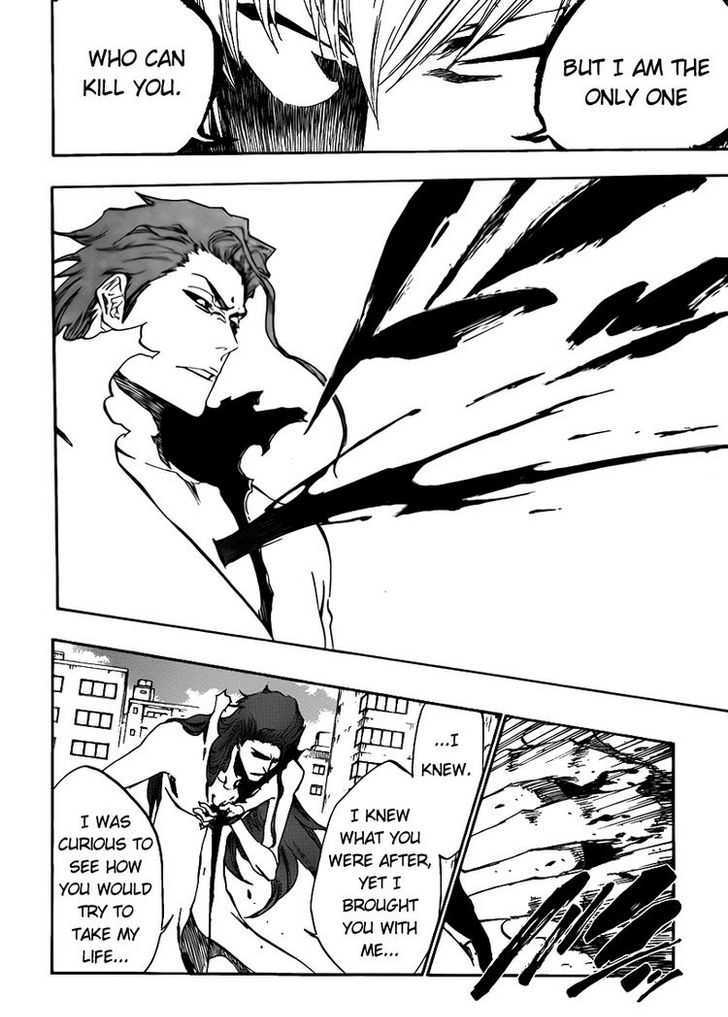 BUT I AM THE
ONLY ONE
WHO CAN
KILL YOU.
...I
KNEW.
I KNEW
WHAT YOU
WERE AFTER,
YET I
BROUGHT
YOU WITH
ME...
I WAS
CURIOUS TO
SEE HOW
YOU WOULD
TRY TO
TAKE MY
LIFE...